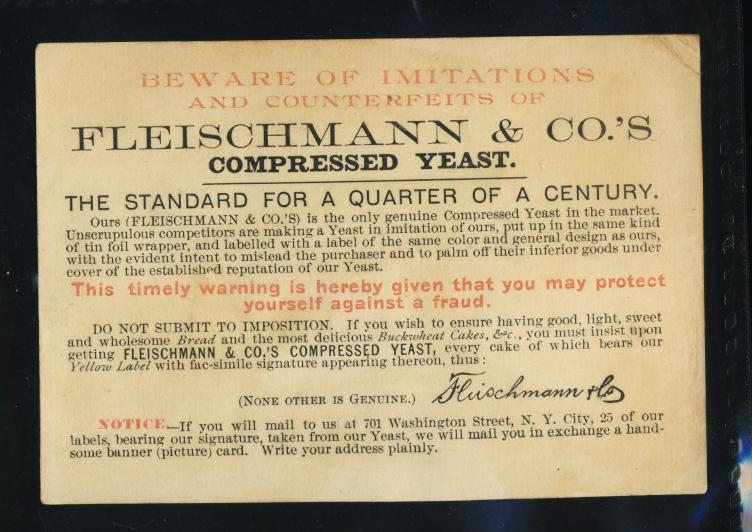 BEWARE OF IMITATIONS
AND COUNTERFEITS OF
FLEISCHMANN & CO.'S
COMPRESSED YEAST.
THE STANDARD FOR A QUARTER OF A CENTURY.
Ours (FLEISCHMANN & CO.'S) is the only genuine Compressed Yeast in the market.
Unscrupulous competitors are making a Yeast in imitation of ours, put up in the same kind
of tin foil wrapper, and labelled with a label of the same color and general design as ours,
with the evident intent to mislead the purchaser and to palm off their inferior goods under
cover of the established reputation of our Yeast.
This timely warning is hereby given that you may protect
yourself against a fraud.
DO NOT SUBMIT TO IMPOSITION. If you wish to ensure having good, light, sweet
and wholesome Bread and the most delicious Buckwheat Cakes, &c., you must insist upon
getting FLEISCHMANN & CO.'S COMPRESSED YEAST, every cake of which bears our
Yellow Label with fac-simile signature appearing thereon, thus:
(NONE OTHER IS GENUINE.) Fleischmann & Co
NOTICE.—If you will mail to us at 701 Washington Street, N. Y. City, 25 of our
labels, bearing our signature, taken from our Yeast, we will mail you in exchange a hand-
some banner (picture) card. Write your address plainly.